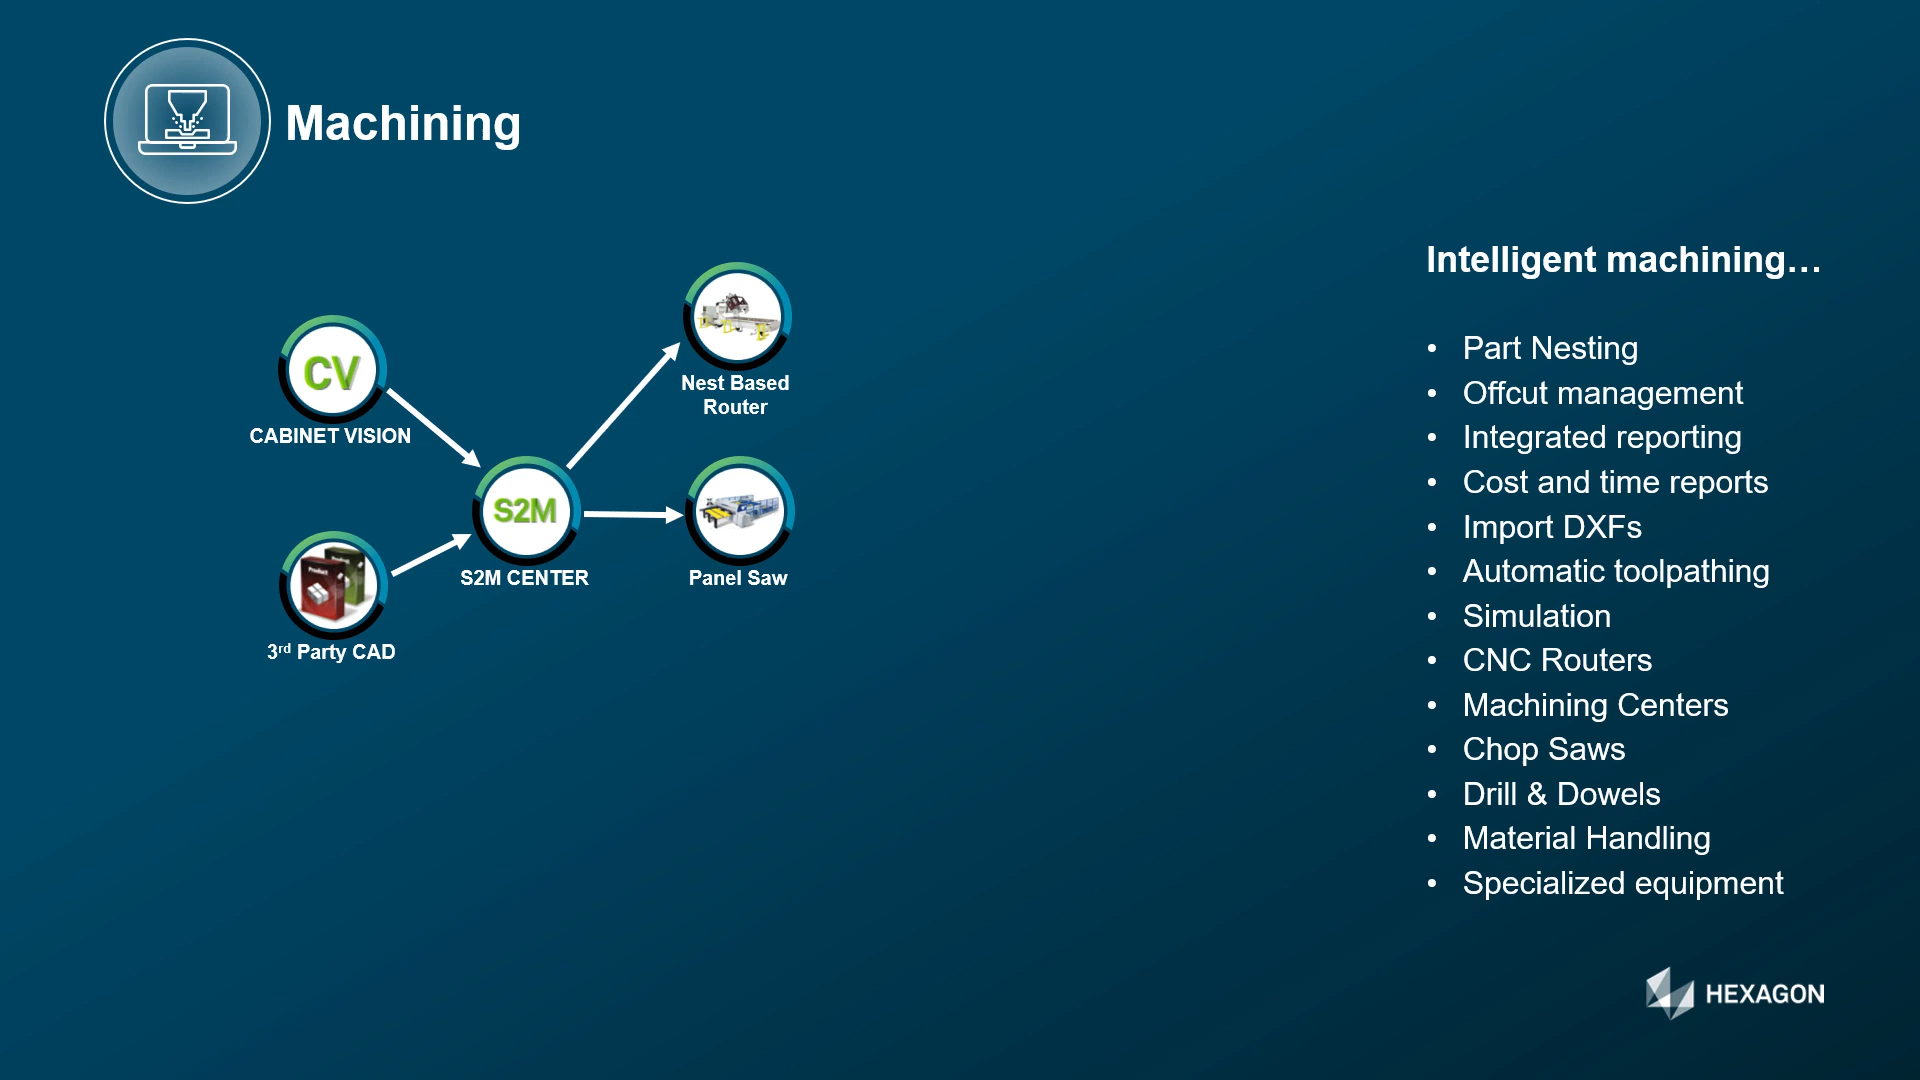 Machining
CV
CABINET VISION
3rd Party CAD
S2M
S2M CENTER
Nest Based
Router
Panel Saw
Intelligent machining…
• Part Nesting
• Offcut management
• Integrated reporting
• Cost and time reports
• Import DXFs
• Automatic toolpathing
• Simulation
• CNC Routers
• Machining Centers
• Chop Saws
• Drill & Dowels
• Material Handling
• Specialized equipment
HEXAGON